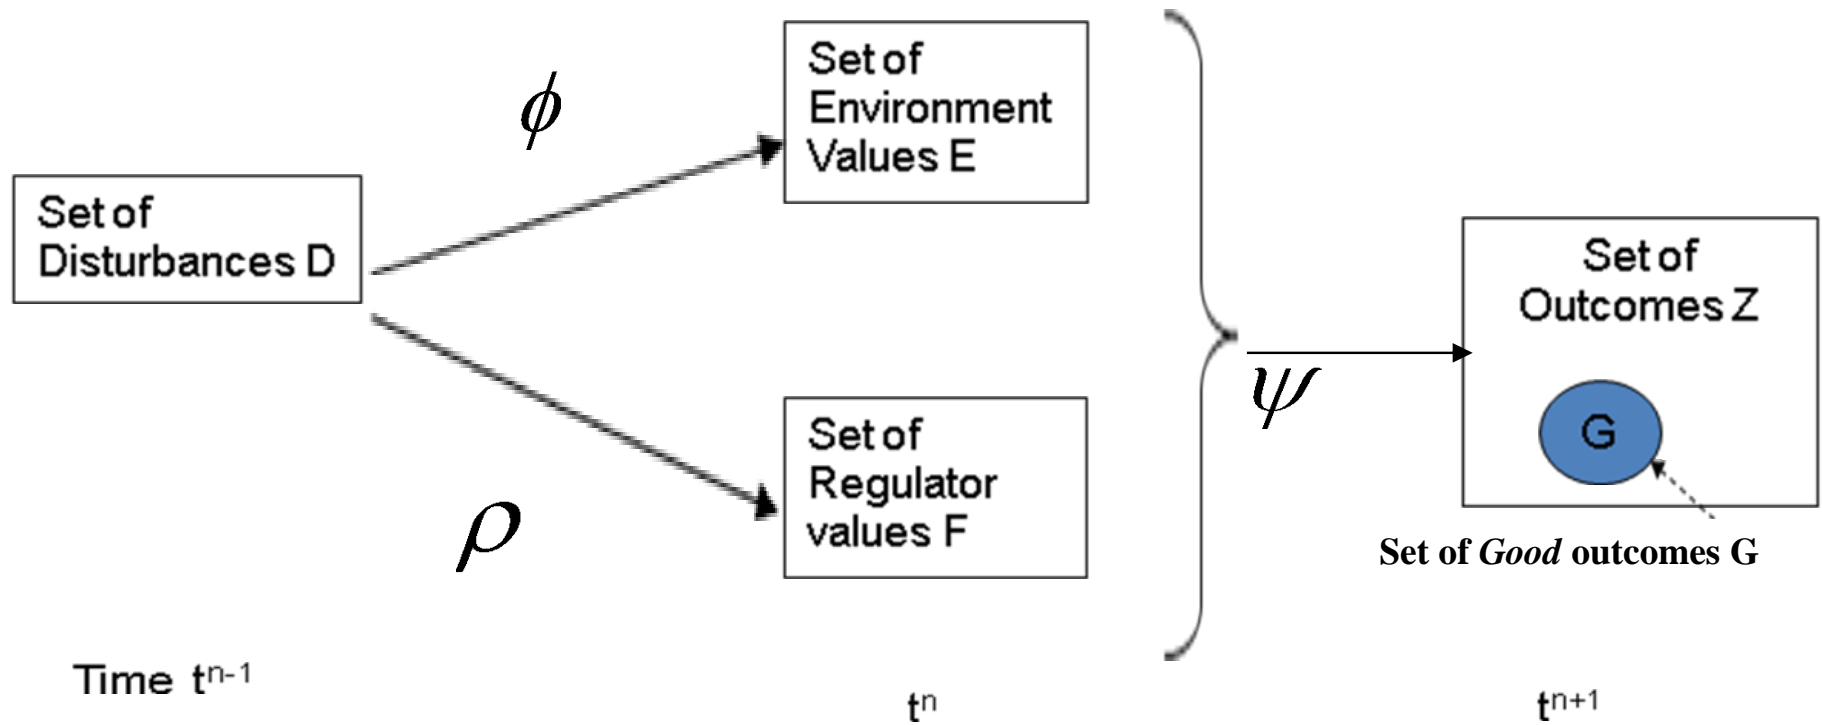 ϕ
Set of
Environment
Values E
Set of
Disturbances D
Set of
Outcomes Z
ψ
G
ρ
Set of
Regulator
values F
Set of Good outcomes G
Time tⁿ⁻¹
tⁿ
tⁿ⁺¹